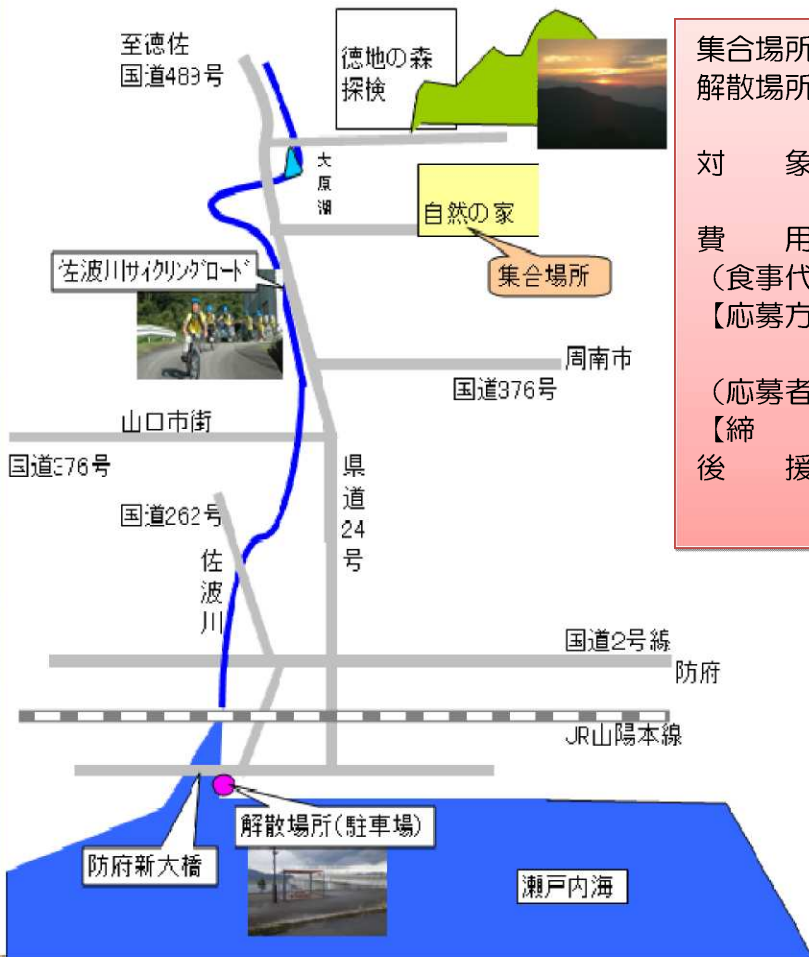 至徳佐
国道489号
徳地の森
探検
大原湖
自然の家
集合場所
佐波川サイクリングロード
周南市
国道376号
山口市街
国道376号
県道24号
国道262号
佐波川
国道2号線
防府
JR山陽本線
解散場所(駐車場)
防府新大橋
瀬戸内海
集合場所
解散場所
対　　象
費　　用
（食事代
【応募方
（応募者
【締
後　　援